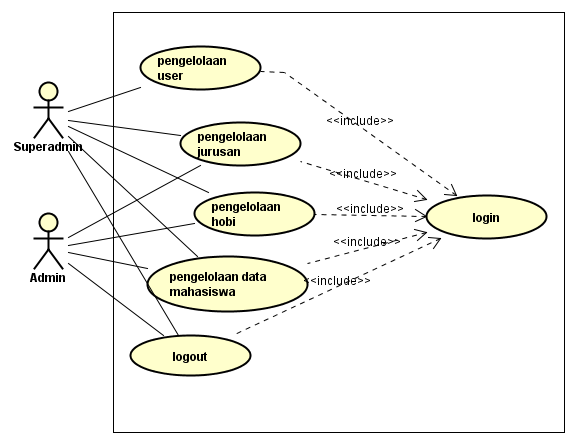 pengelolaan
user
<<include>>
Superadmin
pengelolaan
jurusan
<<include>>
pengelolaan
hobi
<<include>>
login
<<include>>
Admin
pengelolaan data
mahasiswa
<<include>>
logout